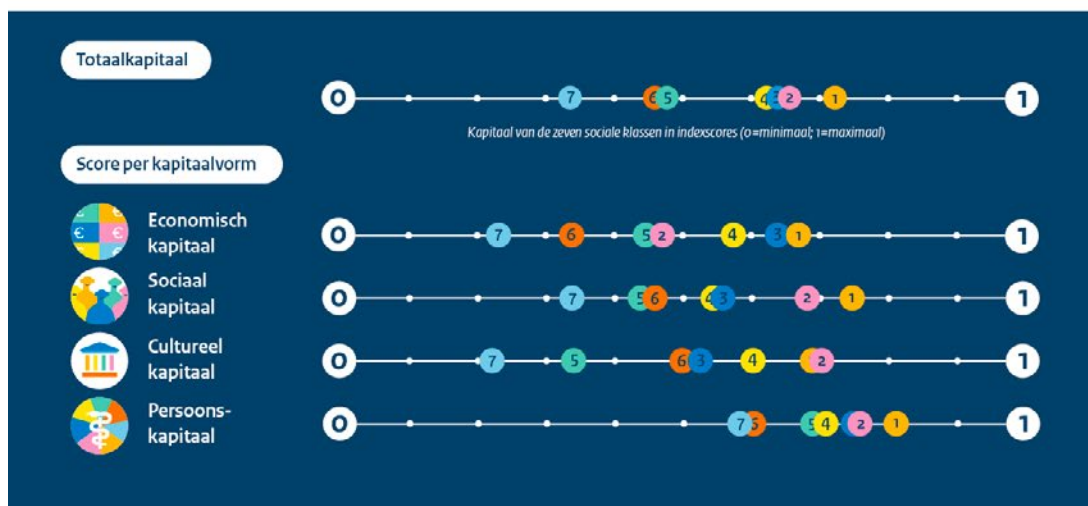 Totaalkapitaal
0 7 6 5 4 3 2 1 1
Kapitaal van de zeven sociale klassen in indexscores (0=minimaal; 1=maximaal)
Score per kapitaalvorm
Economisch
kapitaal
0 7 6 5 2 4 3 1 1
Sociaal
kapitaal
0 7 5 6 4 3 2 1 1
Cultureel
kapitaal
0 7 5 6 3 4 2 1
Persoons-
kapitaal
0 7 6 5 4 2 1 1